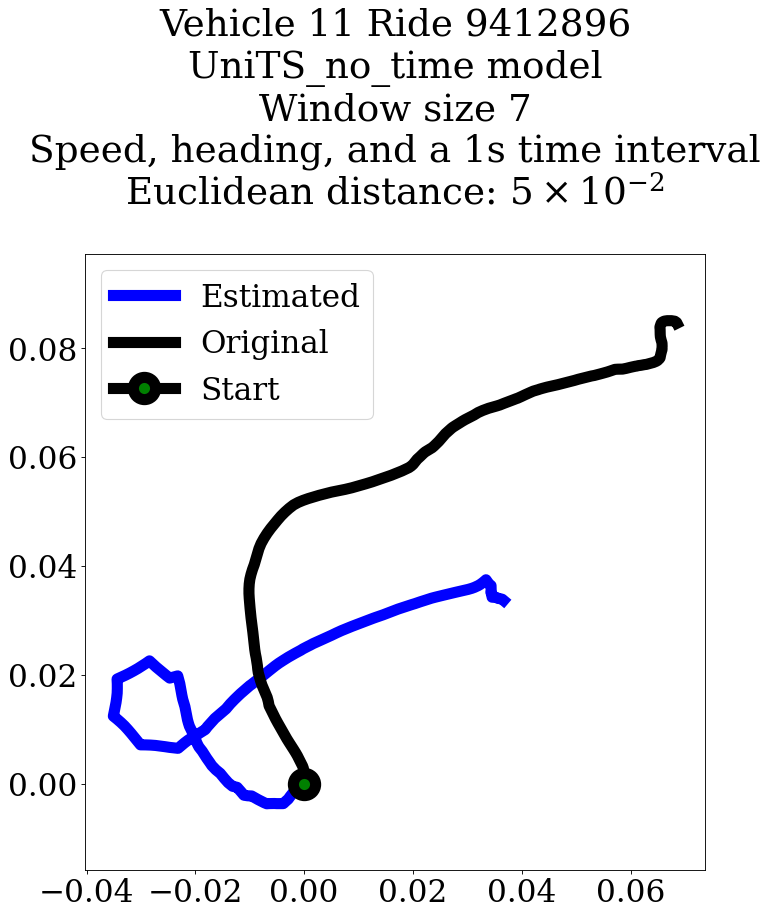 Vehicle 11 Ride 9412896
UniTS_no_time model
Window size 7
Speed, heading, and a 1s time interval
Euclidean distance: 5 × 10⁻²
Estimated
Original
Start
0.08
0.06
0.04
0.02
0.00
−0.04 −0.02 0.00 0.02 0.04 0.06